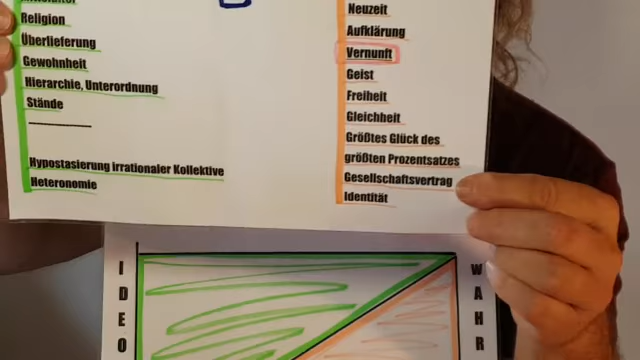 Religion
Überlieferung
Gewohnheit
Hierarchie, Unterordnung
Stände
Hypostasierung irrationaler Kollektive
Heteronomie
Neuzeit
Aufklärung
Vernunft
Geist
Freiheit
Gleichheit
Größtes Glück des
größten Prozentsatzes
Gesellschaftsvertrag
Identität
IDEO
WAHR